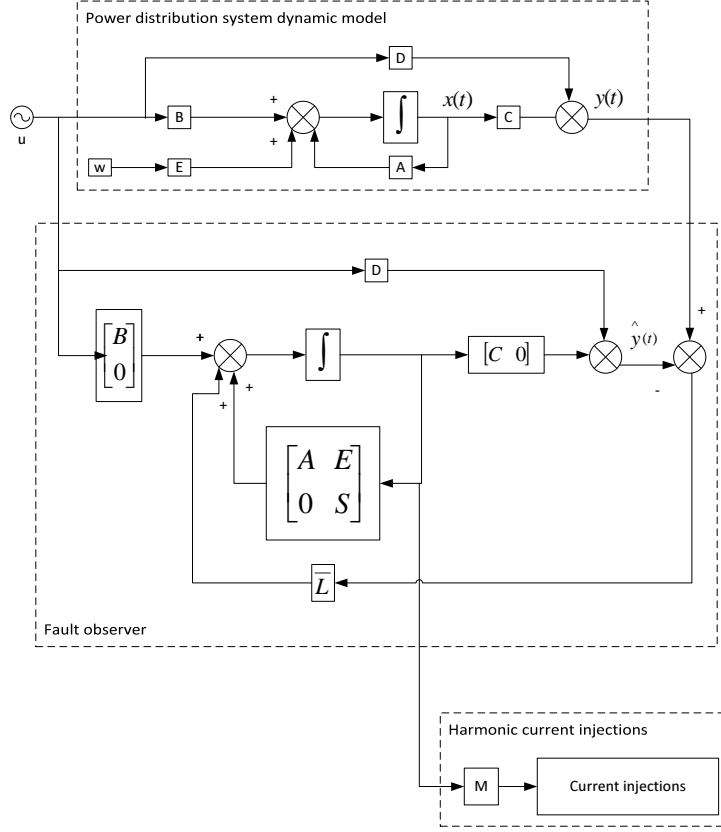 Power distribution system dynamic model
D
x(t)
y(t)
+
B
∫
C
u
+
w
E
A
D
+
[B
0]
+
∫
[C 0]
^
y(t)
-
+
+
[A E
0 S]
L̅
Fault observer
Harmonic current injections
M
Current injections